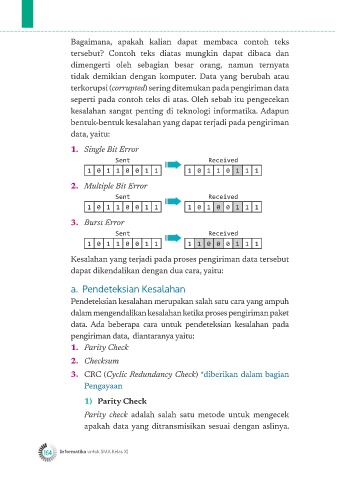 Bagaimana, apakah kalian dapat membaca contoh teks
tersebut? Contoh teks diatas mungkin dapat dibaca dan
dimengerti oleh sebagian besar orang, namun ternyata
tidak demikian dengan komputer. Data yang berubah atau
terkorupsi (corrupted) sering ditemukan pada pengiriman data
seperti pada contoh teks di atas. Oleh sebab itu pengecekan
kesalahan sangat penting di teknologi informatika. Adapun
bentuk-bentuk kesalahan yang dapat terjadi pada pengiriman
data, yaitu:
1. Single Bit Error
Sent Received
1 0 1 1 0 0 1 1 1 0 1 1 0 1 1 1
2. Multiple Bit Error
Sent Received
1 0 1 1 0 0 1 1 1 0 1 0 0 1 1 1
3. Burst Error
Sent Received
1 0 1 1 0 0 1 1 1 1 0 0 0 1 1 1
Kesalahan yang terjadi pada proses pengiriman data tersebut
dapat dikendalikan dengan dua cara, yaitu:
a. Pendeteksian Kesalahan
Pendeteksian kesalahan merupakan salah satu cara yang ampuh
dalam mengendalikan kesalahan ketika proses pengiriman paket
data. Ada beberapa cara untuk pendeteksian kesalahan pada
pengiriman data, diantaranya yaitu:
1. Parity Check
2. Checksum
3. CRC (Cyclic Redundancy Check) *diberikan dalam bagian
Pengayaan
1) Parity Check
Parity check adalah salah satu metode untuk mengecek
apakah data yang ditransmisikan sesuai dengan aslinya.
164 Informatika untuk SMA Kelas XI